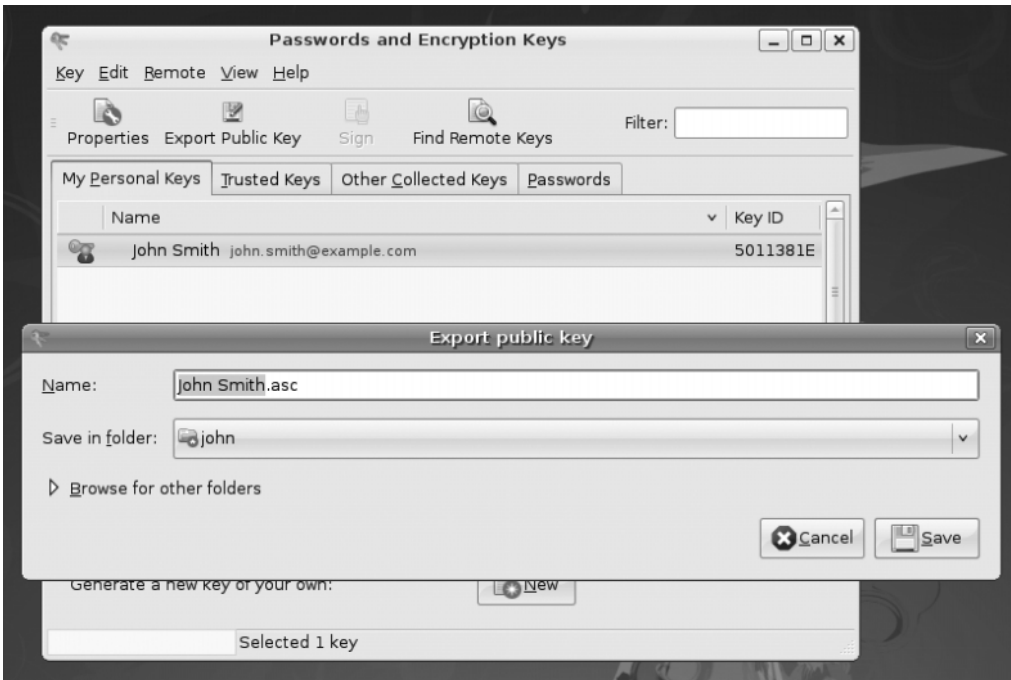 Passwords and Encryption Keys
Key Edit Remote View Help
Properties Export Public Key Sign Find Remote Keys Filter:
My Personal Keys Trusted Keys Other Collected Keys Passwords
Name Key ID
John Smith john.smith@example.com 5011381E
Export public key
Name: John Smith.asc
Save in folder: john
Browse for other folders
Cancel Save
Generate a new key of your own: New
Selected 1 key